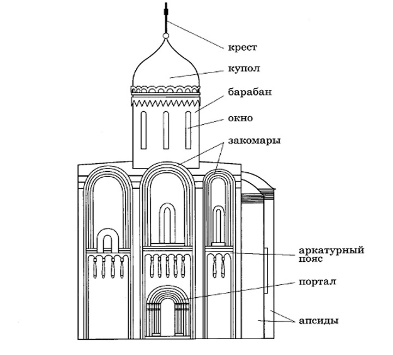 крест
купол
барабан
окно
закомары
аркатурный
пояс
портал
апсиды